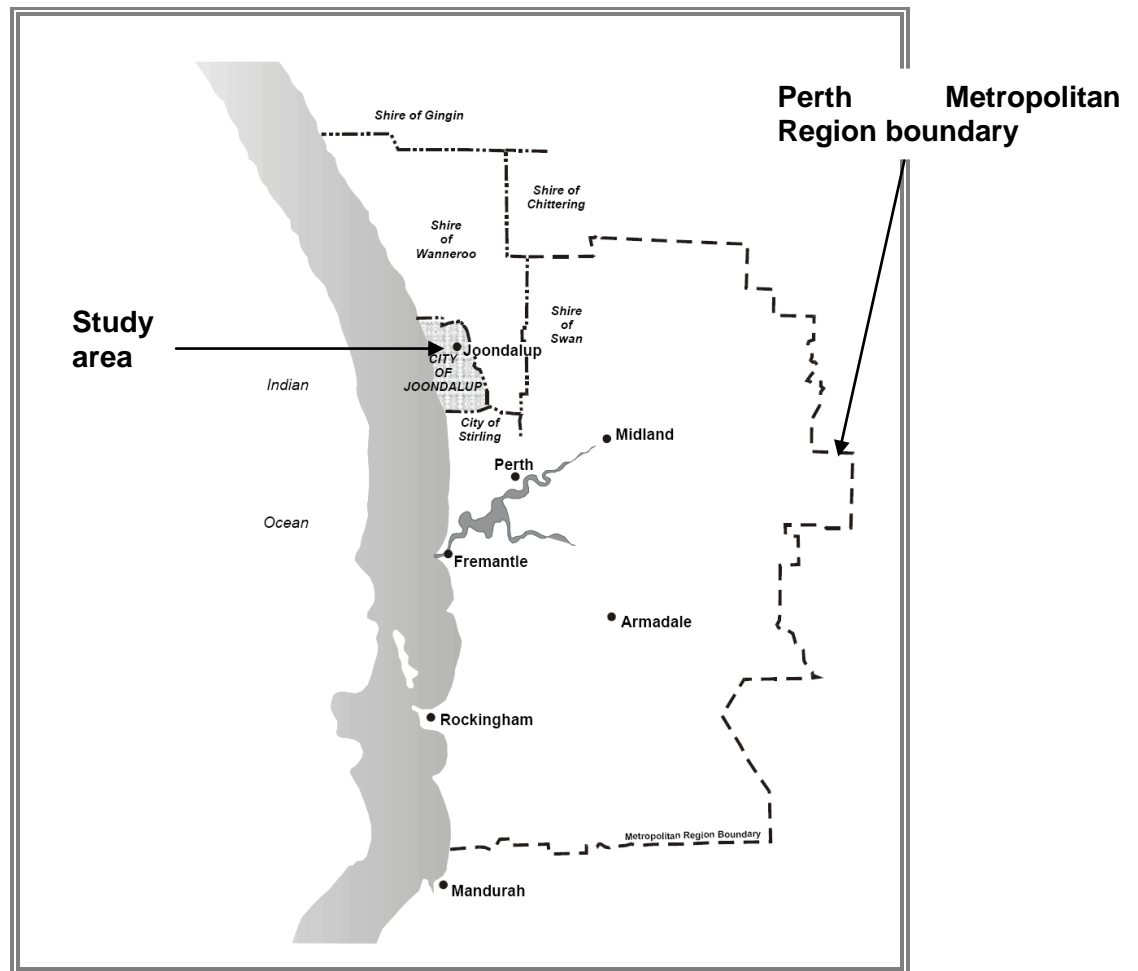 Perth Metropolitan
Region boundary
Shire of Gingin
Shire of
Chittering
Shire
of
Wanneroo
Shire
of
Swan
Study
area
Joondalup
CITY
OF
JOONDALUP
Indian
City of
Stirling
Midland
Perth
Ocean
Fremantle
Armadale
Rockingham
Metropolitan Region Boundary
Mandurah